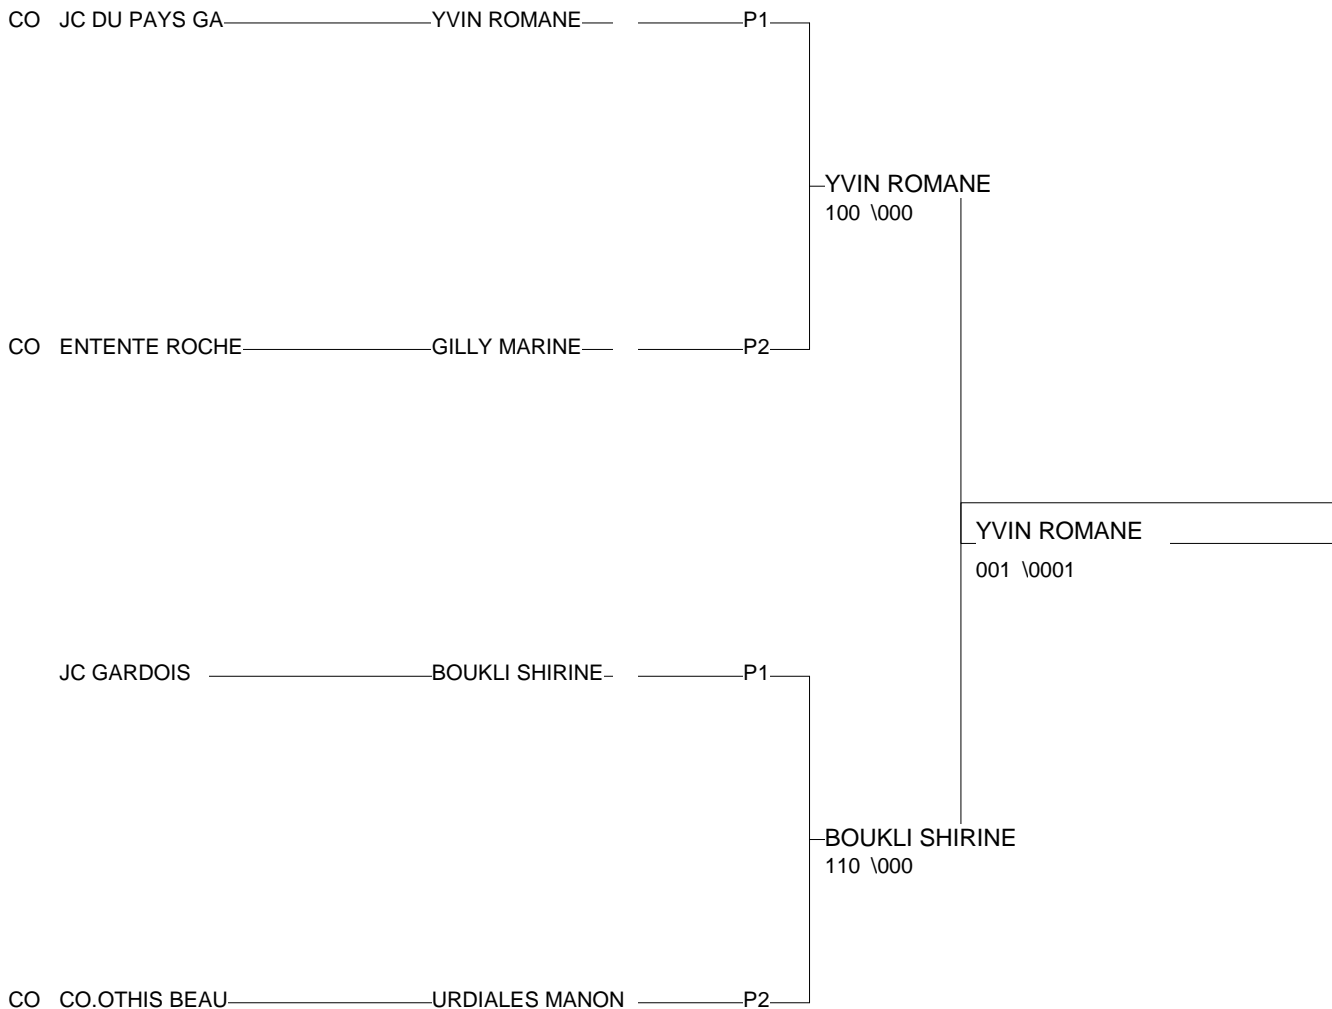 CO JC DU PAYS GA YVIN ROMANE P1
YVIN ROMANE
100 \000
CO ENTENTE ROCHE GILLY MARINE P2
YVIN ROMANE
001 \0001
JC GARDOIS BOUKLI SHIRINE P1
BOUKLI SHIRINE
110 \000
CO CO.OTHIS BEAU URDIALES MANON P2